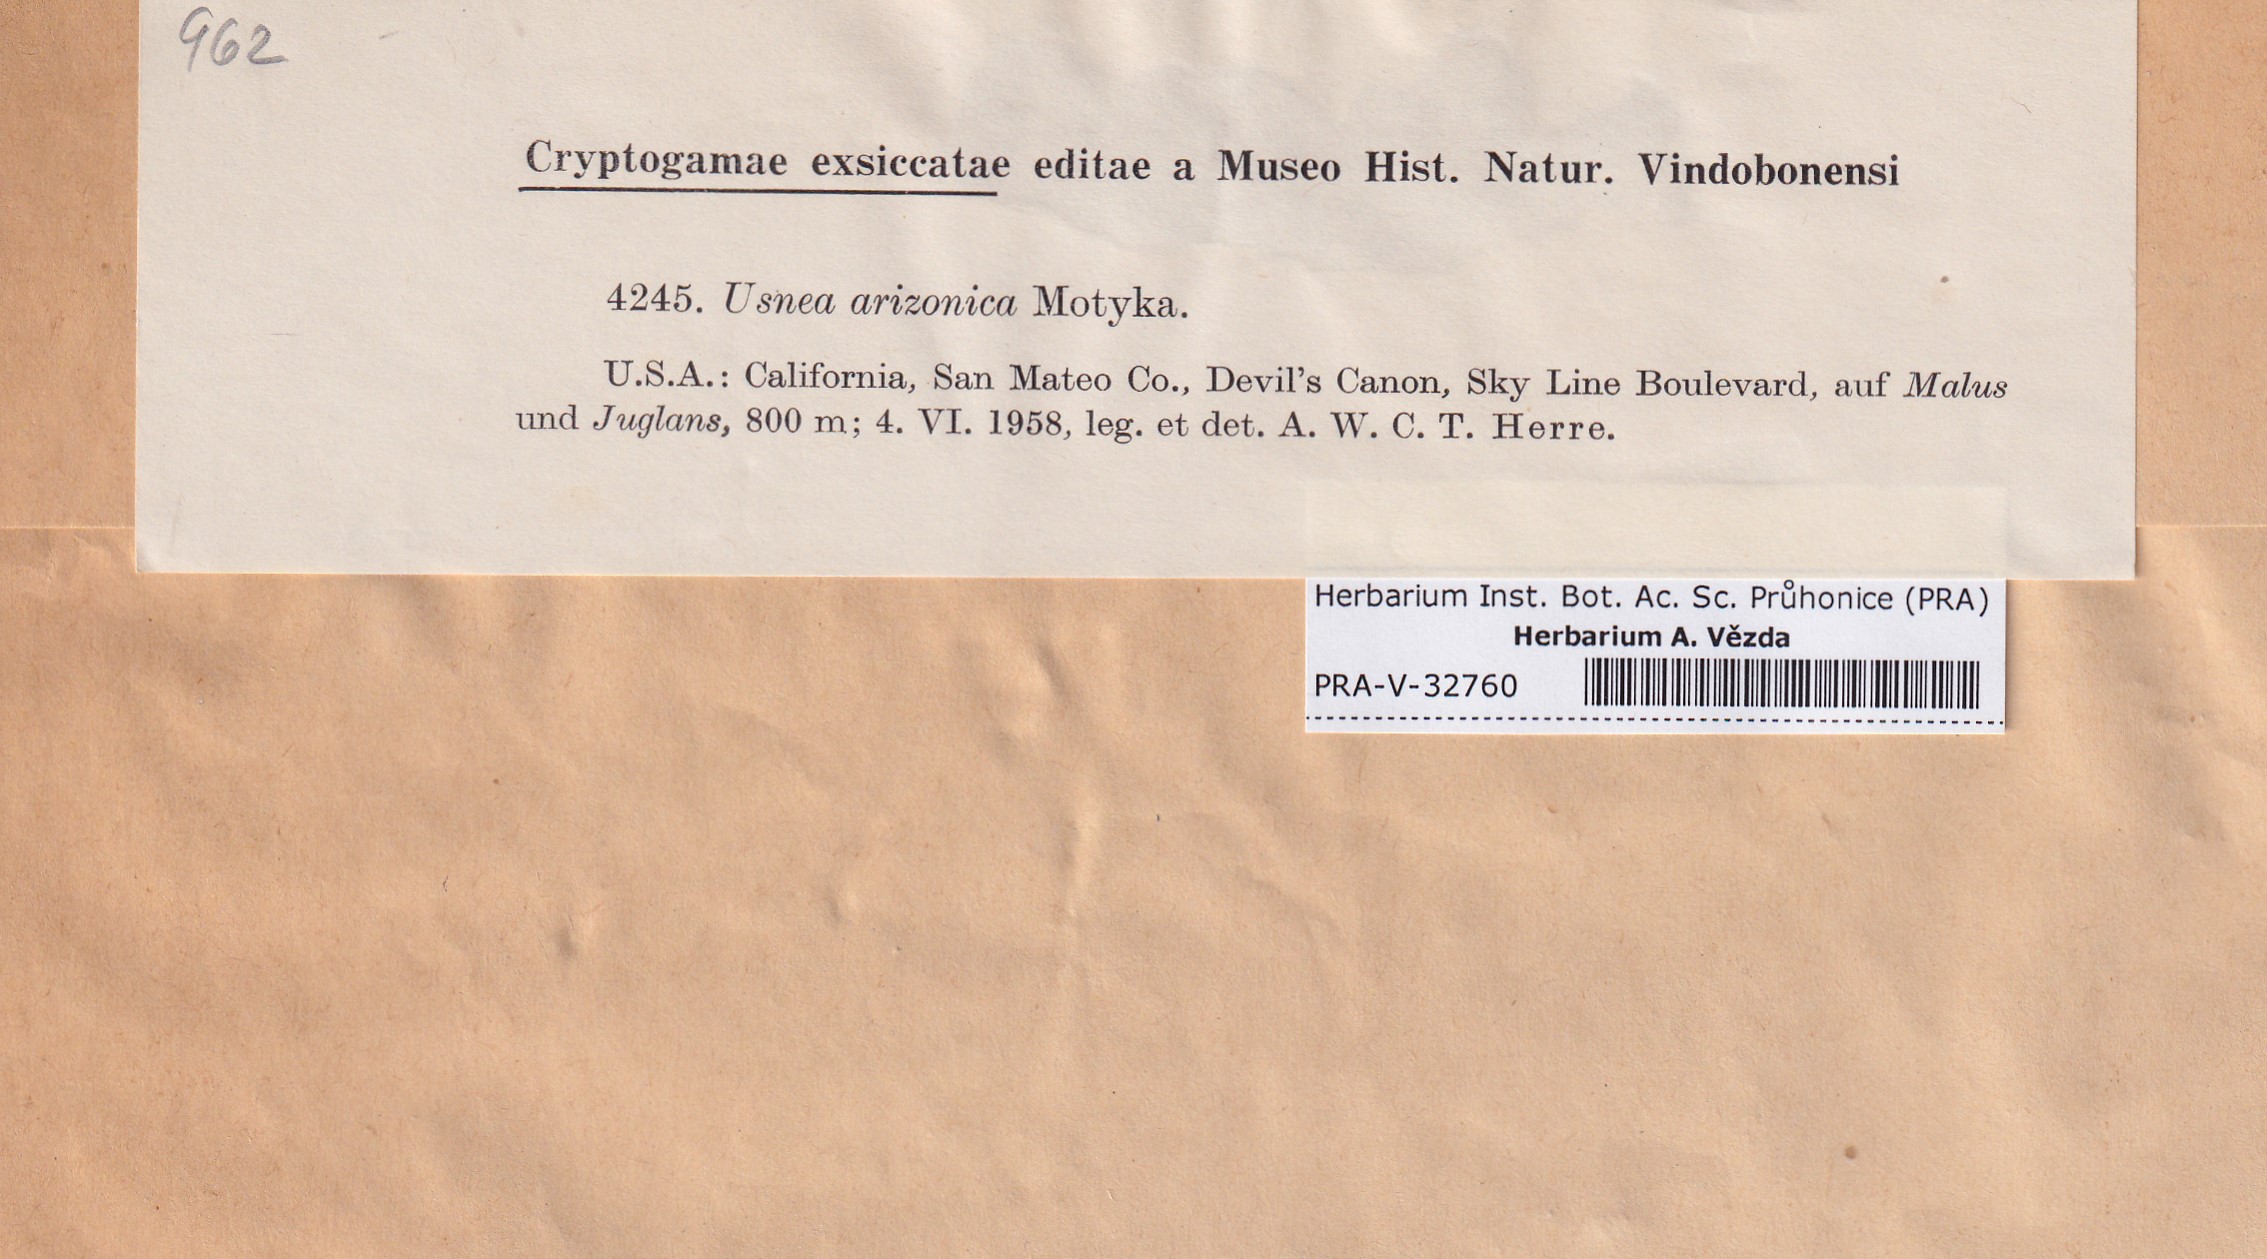 962
Cryptogamae exsiccatae editae a Museo Hist. Natur. Vindobonensi
4245. Usnea arizonica Motyka.
U.S.A.: California, San Mateo Co., Devil's Canon, Sky Line Boulevard, auf Malus
und Juglans, 800 m; 4. VI. 1958, leg. et det. A. W. C. T. Herre.
Herbarium Inst. Bot. Ac. Sc. Průhonice (PRA)
Herbarium A. Vězda
PRA-V-32760